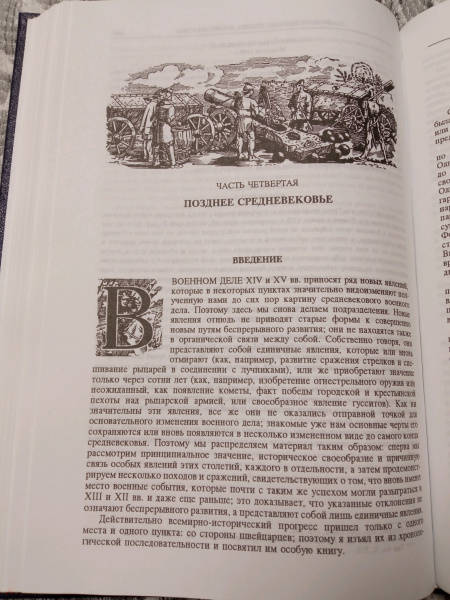 ЧАСТЬ ЧЕТВЕРТАЯ
ПОЗДНЕЕ СРЕДНЕВЕКОВЬЕ
ВВЕДЕНИЕ
В ВОЕННОМ ДЕЛЕ XIV и XV вв. приносят ряд новых явлений,
которые в некоторых пунктах значительно видоизменяют по-
лученную нами до сих пор картину средневекового военного
дела. Поэтому здесь мы снова делаем подразделения. Новые
явления отнюдь не приводят старые формы к совершенно
новым путям беспрерывного развития; они не находятся также
в органической связи между собой. Собственно говоря, они
представляют собой единичные явления, которые или вновь
отмирают (как, например, развитие сражения стрелков и спе-
шивание рыцарей в соединении с лучниками), или же приобретают значение
только через сотни лет (как, например, изобретение огнестрельного оружия или
неожиданный, как появление кометы, факт победы городской и крестьянской
пехоты над рыцарской армией, или своеобразное явление гуситов). Как ни
значительны эти явления, все же они не оказались отправной точкой для
основательного изменения военного дела; знакомые уже нам основные черты его
сохраняются или вновь появляются в несколько измененном виде до самого конца
средневековья. Поэтому мы распределяем материал таким образом: сперва мы
рассмотрим принципиальное значение, историческое своеобразие и причинную
связь особых явлений этих столетий, каждого в отдельности, а затем продемонст-
рируем несколько походов и сражений, свидетельствующих о том, что вновь имеют
место военные события, которые почти с таким же успехом могли разыграться в
XIII и XII вв. и даже еще раньше; это доказывает, что указанные отклонения не
означают беспрерывного развития, а представляют собой лишь единичные явления.
Действительно всемирно-исторический прогресс пришел только с одного
места и одного пункта: со стороны швейцарцев; поэтому я изъял их из хроноло-
гической последовательности и посвятил им особую книгу.